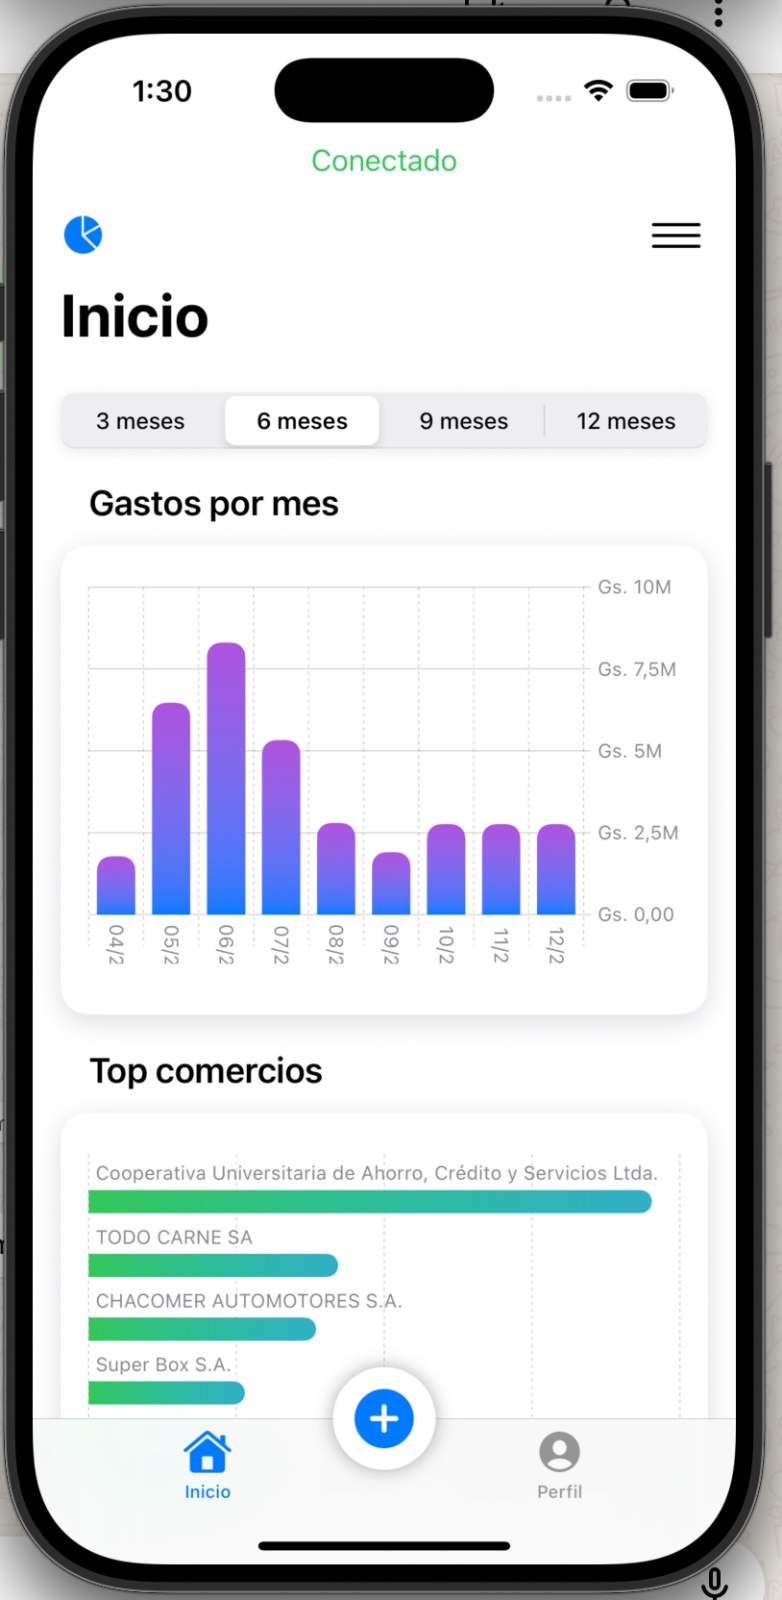 1:30
Conectado
Inicio
3 meses 6 meses 9 meses 12 meses
Gastos por mes
Gs. 10M
Gs. 7,5M
Gs. 5M
Gs. 2,5M
Gs. 0,00
04/2 05/2 06/2 07/2 08/2 09/2 10/2 11/2 12/2
Top comercios
Cooperativa Universitaria de Ahorro, Crédito y Servicios Ltda.
TODO CARNE SA
CHACOMER AUTOMOTORES S.A.
Super Box S.A.
Inicio Perfil